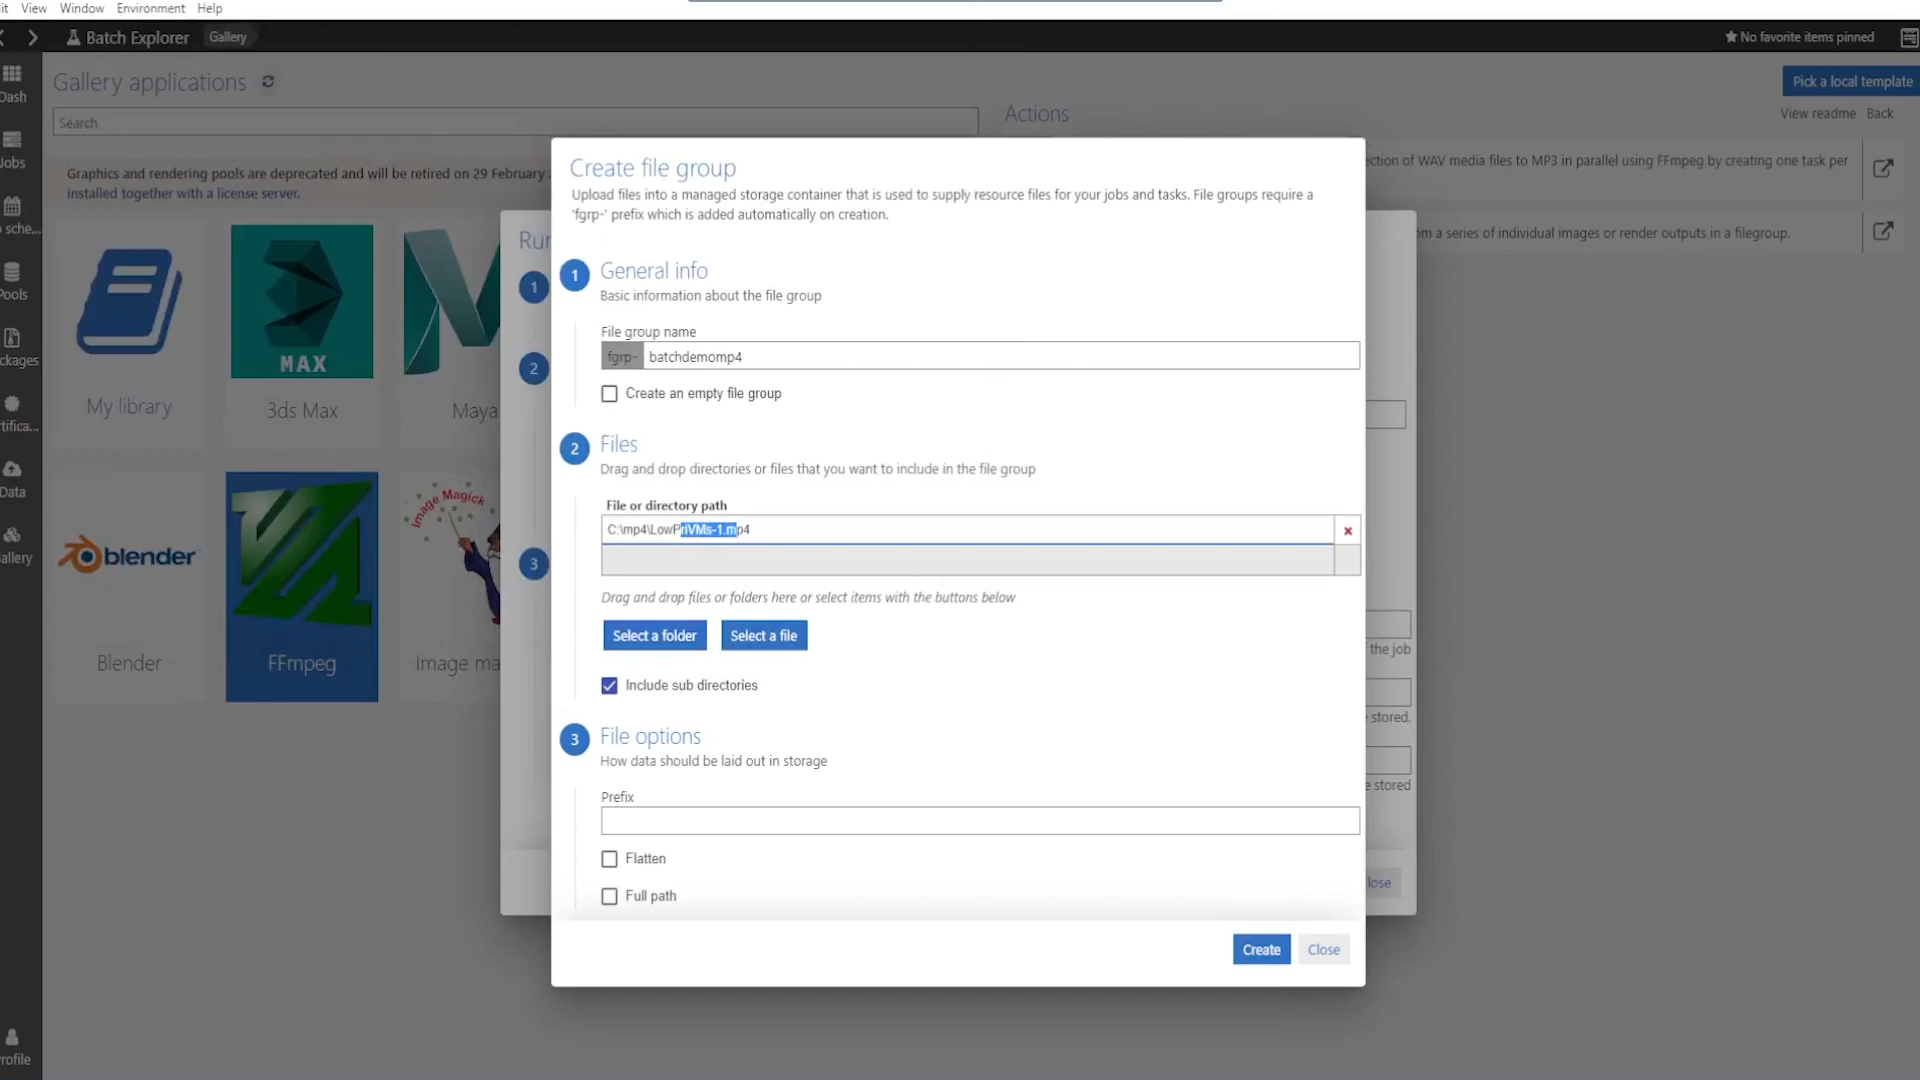 it View Window Environment Help
Batch Explorer Gallery No favorite items pinned
Dash
Jobs
o sche...
Pools
ckages
rtifica...
Data
Gallery
Profile
Gallery applications
Pick a local template
Search
Actions
View readme Back
Graphics and rendering pools are deprecated and will be retired on 29 February
installed together with a license server.
ection of WAV media files to MP3 in parallel using FFmpeg by creating one task per
om a series of individual images or render outputs in a filegroup.
MAX
My library
3ds Max
Maya
blender
Image Magick
Blender
FFmpeg
Image ma
Run
1
2
3
the job
e stored.
e stored
lose
Create file group
Upload files into a managed storage container that is used to supply resource files for your jobs and tasks. File groups require a
'fgrp-' prefix which is added automatically on creation.
1 General info
Basic information about the file group
File group name
fgrp- batchdemomp4
Create an empty file group
2 Files
Drag and drop directories or files that you want to include in the file group
File or directory path
C:\mp4\LowPriVMs-1.mp4
Drag and drop files or folders here or select items with the buttons below
Select a folder Select a file
Include sub directories
3 File options
How data should be laid out in storage
Prefix
Flatten
Full path
Create Close